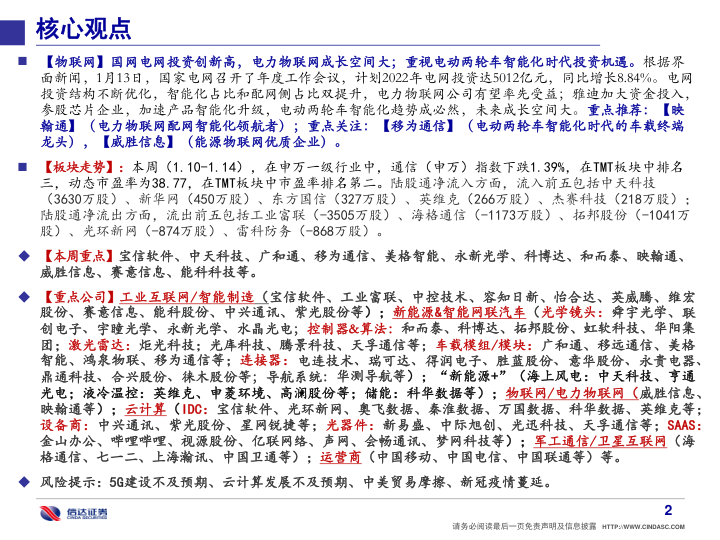 核心观点
【物联网】国网电网投资创新高，电力物联网成长空间大；重视电动两轮车智能化时代投资机遇。根据界
面新闻，1月13日，国家电网召开了年度工作会议，计划2022年电网投资达5012亿元，同比增长8.84%。电网
投资结构不断优化，智能化占比和配网侧占比双提升，电力物联网公司有望率先受益；雅迪加大资金投入，
参股芯片企业，加速产品智能化升级，电动两轮车智能化趋势成必然，未来成长空间大。重点推荐：【映
翰通】（电力物联网配网智能化领航者）；重点关注：【移为通信】（电动两轮车智能化时代的车载终端
龙头），【威胜信息】（能源物联网优质企业）。
【板块走势】：本周（1.10-1.14），在申万一级行业中，通信（申万）指数下跌1.39%，在TMT板块中排名
三，动态市盈率为38.77，在TMT板块中市盈率排名第二。陆股通净流入方面，流入前五包括中天科技
（3630万股）、新华网（450万股）、东方国信（327万股）、英维克（266万股）、杰赛科技（218万股）；
陆股通净流出方面，流出前五包括工业富联（-3505万股）、海格通信（-1173万股）、拓邦股份（-1041万
股）、光环新网（-874万股）、雷科防务（-868万股）。
【本周重点】宝信软件、中天科技、广和通、移为通信、美格智能、永新光学、科博达、和而泰、映翰通、
威胜信息、赛意信息、能科科技等。
【重点公司】工业互联网/智能制造（宝信软件、工业富联、中控技术、容知日新、怡合达、英威腾、维宏
股份、赛意信息、能科股份、中兴通讯、紫光股份等）；新能源&智能网联汽车（光学镜头：舜宇光学、联
创电子、宇瞳光学、永新光学、水晶光电；控制器&算法：和而泰、科博达、拓邦股份、虹软科技、华阳集
团；激光雷达：炬光科技；光库科技、腾景科技、天孚通信等；车载模组/模块：广和通、移远通信、美格
智能、鸿泉物联、移为通信等；连接器：电连技术、瑞可达、得润电子、胜蓝股份、意华股份、永贵电器、
鼎通科技、合兴股份、徕木股份等；导航系统：华测导航等）；“新能源+”（海上风电：中天科技、亨通
光电；液冷温控：英维克、申菱环境、高澜股份等；储能：科华数据等）；物联网/电力物联网（威胜信息、
映翰通等）；云计算（IDC：宝信软件、光环新网、奥飞数据、秦淮数据、万国数据、科华数据、英维克等；
设备商：中兴通讯、紫光股份、星网锐捷等；光器件：新易盛、中际旭创、光迅科技、天孚通信等；SAAS：
金山办公、哔哩哔哩、视源股份、亿联网络、声网、会畅通讯、梦网科技等）；军工通信/卫星互联网（海
格通信、七一二、上海瀚讯、中国卫通等）；运营商（中国移动、中国电信、中国联通等）等。
风险提示：5G建设不及预期、云计算发展不及预期、中美贸易摩擦、新冠疫情蔓延。
信达证券
CINDA SECURITIES
2
请务必阅读最后一页免责声明及信息披露 HTTP://WWW.CINDASC.COM